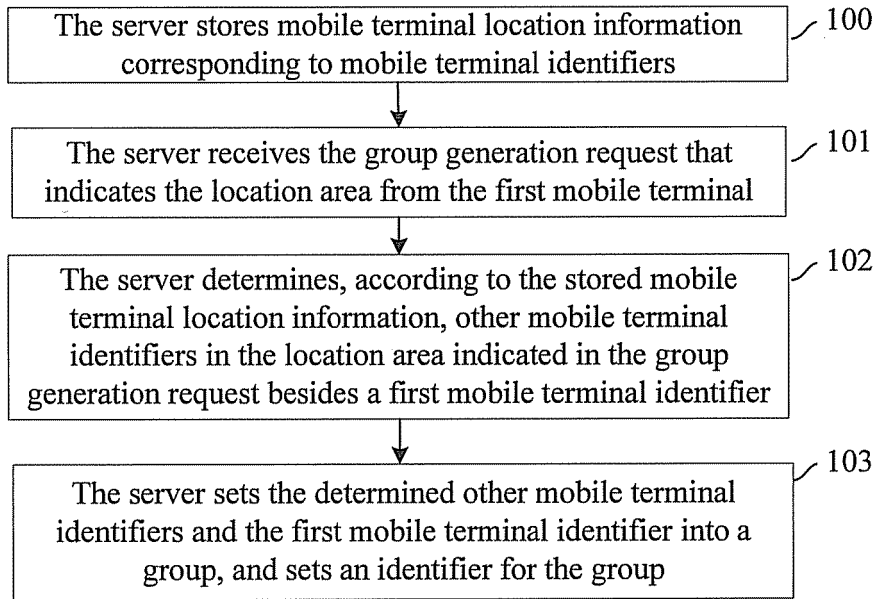 The server stores mobile terminal location information
corresponding to mobile terminal identifiers
100
The server receives the group generation request that
indicates the location area from the first mobile terminal
101
The server determines, according to the stored mobile
terminal location information, other mobile terminal
identifiers in the location area indicated in the group
generation request besides a first mobile terminal identifier
102
The server sets the determined other mobile terminal
identifiers and the first mobile terminal identifier into a
group, and sets an identifier for the group
103